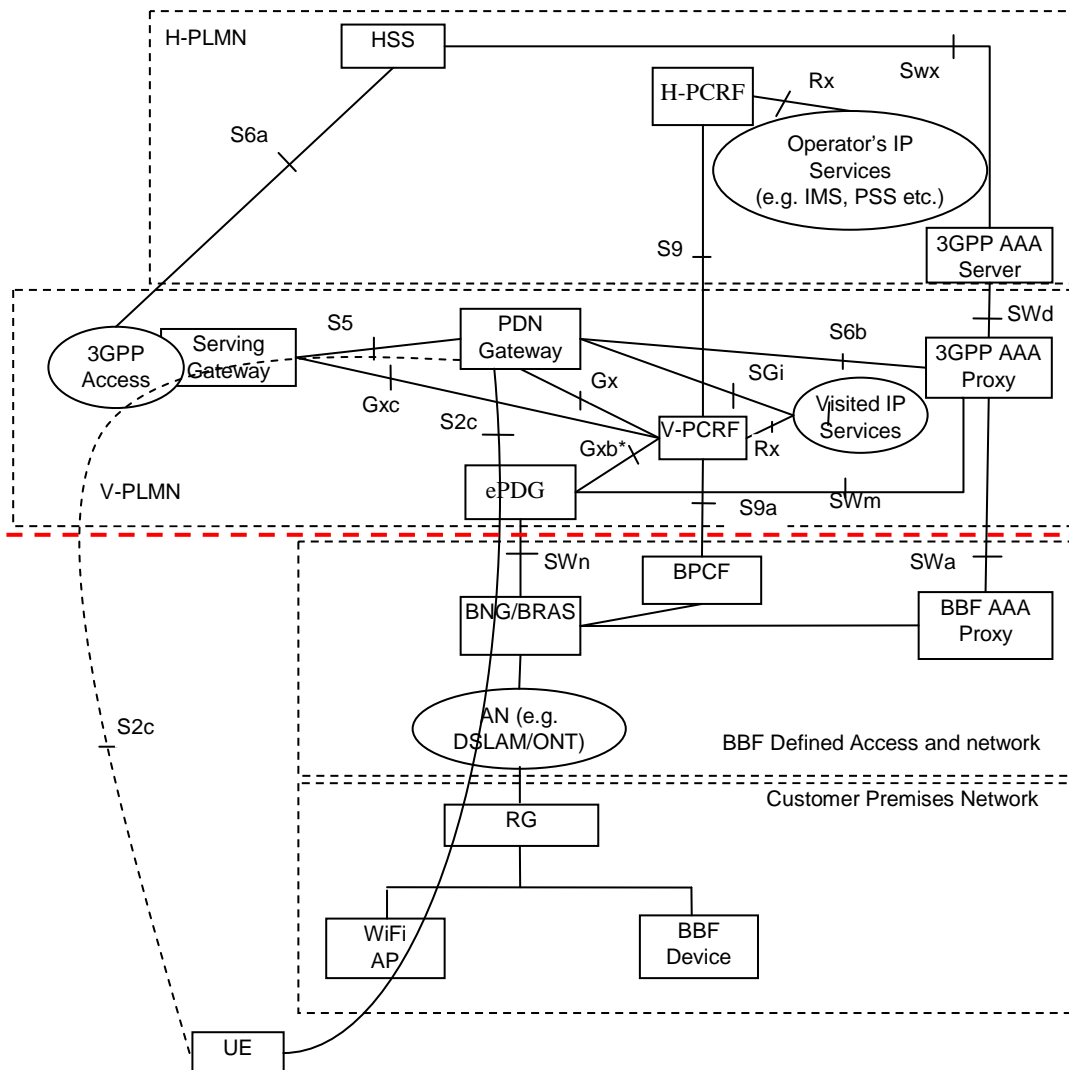 H-PLMN
HSS
Swx
Rx
H-PCRF
S6a
Operator's IP
Services
(e.g. IMS, PSS etc.)
S9
3GPP AAA
Server
SWd
S5
PDN
Gateway
S6b
3GPP
Access
Serving
Gateway
3GPP AAA
Proxy
Gxc
Gx
SGi
S2c
Visited IP
Services
V-PCRF
Rx
Gxb*
V-PLMN
ePDG
S9a
SWm
SWn
BPCF
SWa
BNG/BRAS
BBF AAA
Proxy
AN (e.g.
DSLAM/ONT)
S2c
BBF Defined Access and network
Customer Premises Network
RG
WiFi
AP
BBF
Device
UE